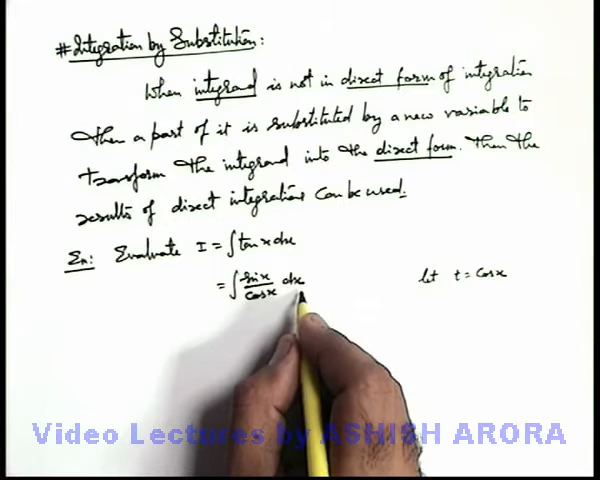 # Integration by Substitution:
When integrand is not in direct form of integration
then a part of it is substituted by a new variable to
transform the integrand into the direct form. Then the
results of direct integrations can be used.
Ex: Evaluate I = ∫ tan x dx
= ∫ sin x / cos x dx let t = cos x
Video Lectures by ASHISH ARORA